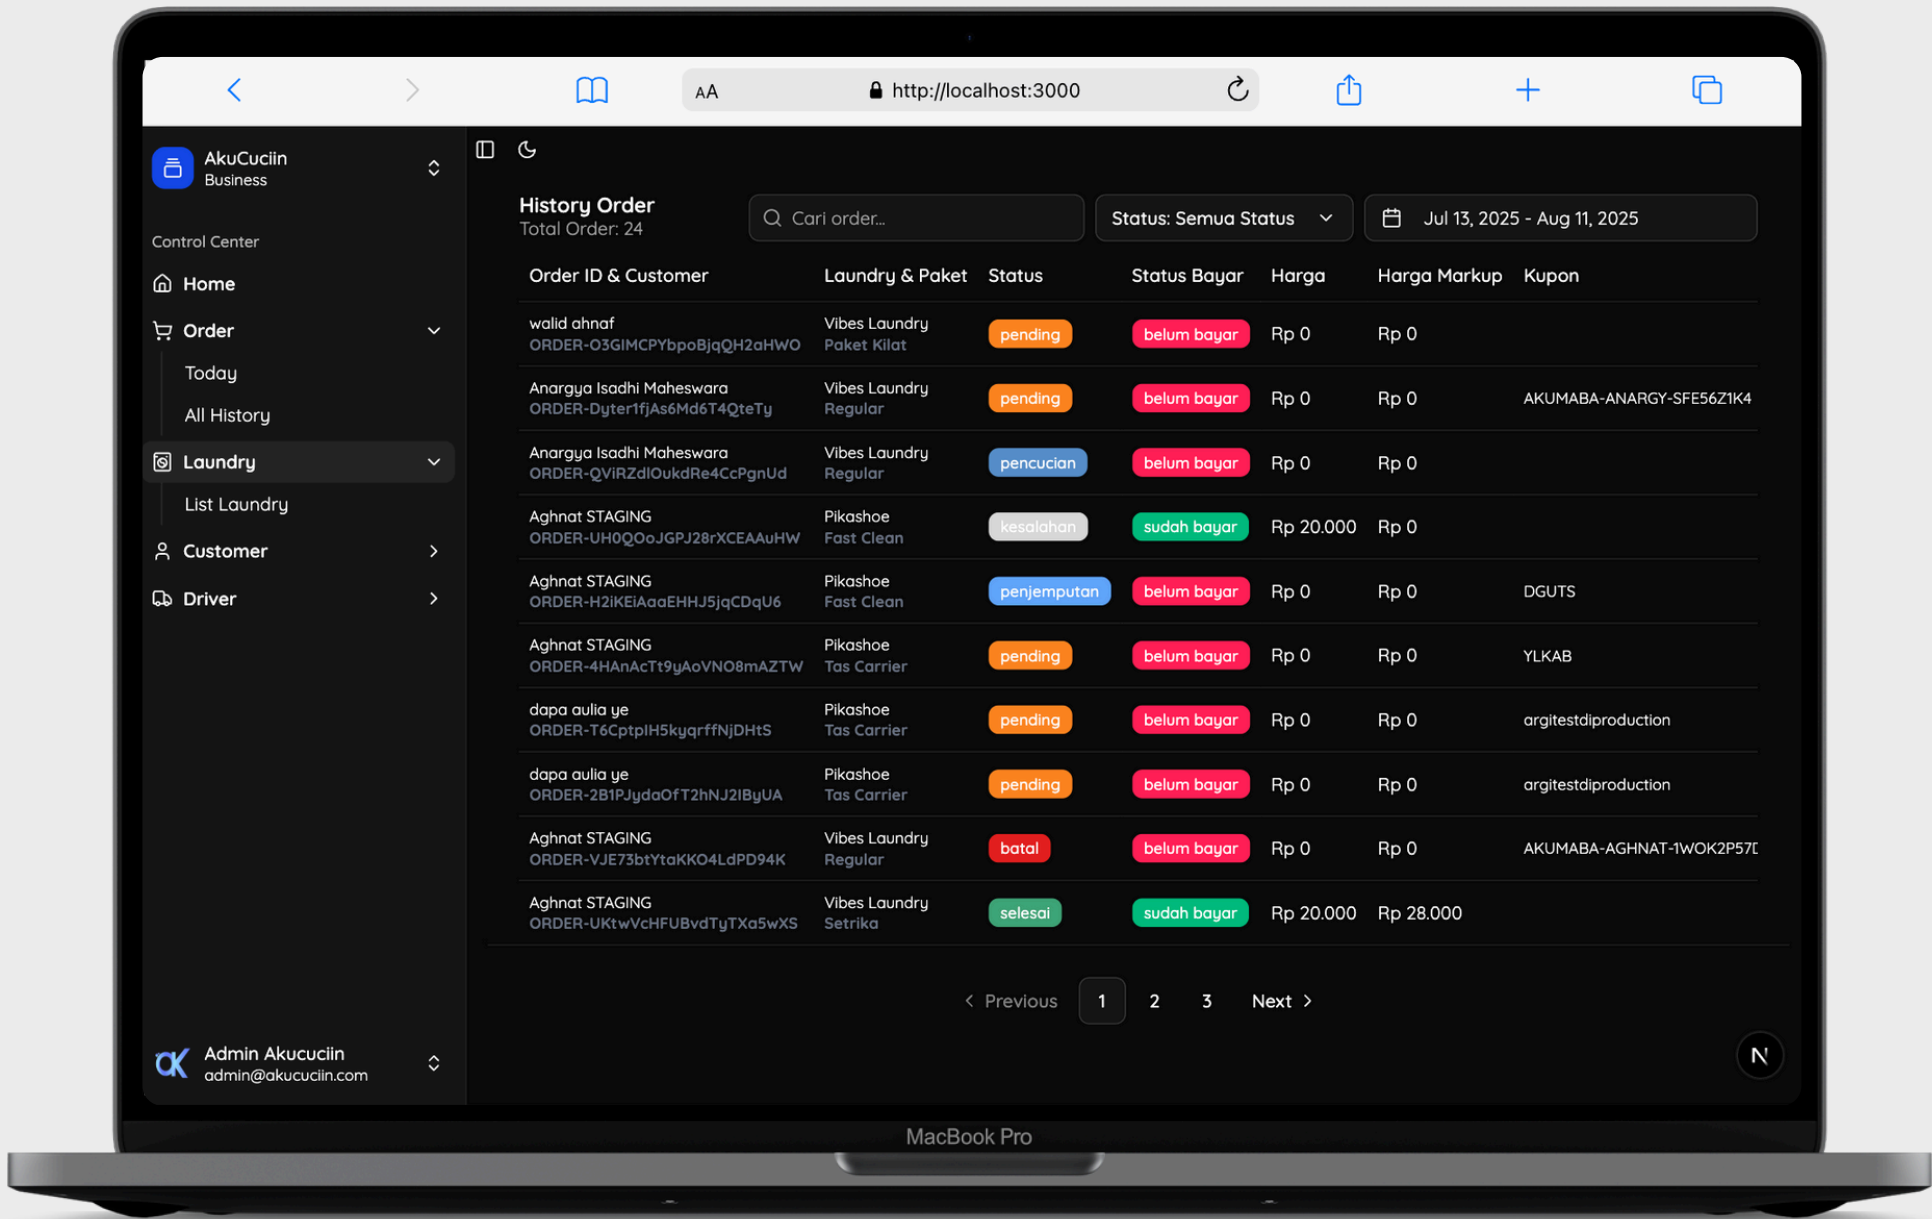 AA http://localhost:3000
AkuCuciin
Business
Control Center
Home
Order
Today
All History
Laundry
List Laundry
Customer
Driver
Admin Akucuciin
admin@akucuciin.com
History Order
Total Order: 24
Cari order...
Status: Semua Status
Jul 13, 2025 - Aug 11, 2025
Order ID & Customer Laundry & Paket Status Status Bayar Harga Harga Markup Kupon
walid ahnaf Vibes Laundry
ORDER-O3GIMCPYbpoBjqQH2aHWO Paket Kilat
pending belum bayar Rp 0 Rp 0
Anargya Isadhi Maheswara Vibes Laundry
ORDER-Dyter1fjAs6Md6T4QteTy Regular
pending belum bayar Rp 0 Rp 0 AKUMABA-ANARGY-SFE56Z1K4
Anargya Isadhi Maheswara Vibes Laundry
ORDER-QViRZdlOukdRe4CcPgnUd Regular
pencucian belum bayar Rp 0 Rp 0
Aghnat STAGING Pikashoe
ORDER-UH0QOoJGPJ28rXCEAAuHW Fast Clean
kesalahan sudah bayar Rp 20.000 Rp 0
Aghnat STAGING Pikashoe
ORDER-H2iKEiAaaEHHJ5jqCDqU6 Fast Clean
penjemputan belum bayar Rp 0 Rp 0 DGUTS
Aghnat STAGING Pikashoe
ORDER-4HAnAcTt9yAoVNO8mAZTW Tas Carrier
pending belum bayar Rp 0 Rp 0 YLKAB
dapa aulia ye Pikashoe
ORDER-T6CptpIH5kyqrffNjDHtS Tas Carrier
pending belum bayar Rp 0 Rp 0 argitestdiproduction
dapa aulia ye Pikashoe
ORDER-2B1PJydaOfT2hNJ2IByUA Tas Carrier
pending belum bayar Rp 0 Rp 0 argitestdiproduction
Aghnat STAGING Vibes Laundry
ORDER-VJE73btYtaKKO4LdPD94K Regular
batal belum bayar Rp 0 Rp 0 AKUMABA-AGHNAT-1WOK2P57D
Aghnat STAGING Vibes Laundry
ORDER-UKtwVcHFUBvdTyTXa5wXS Setrika
selesai sudah bayar Rp 20.000 Rp 28.000
Previous 1 2 3 Next
N
MacBook Pro